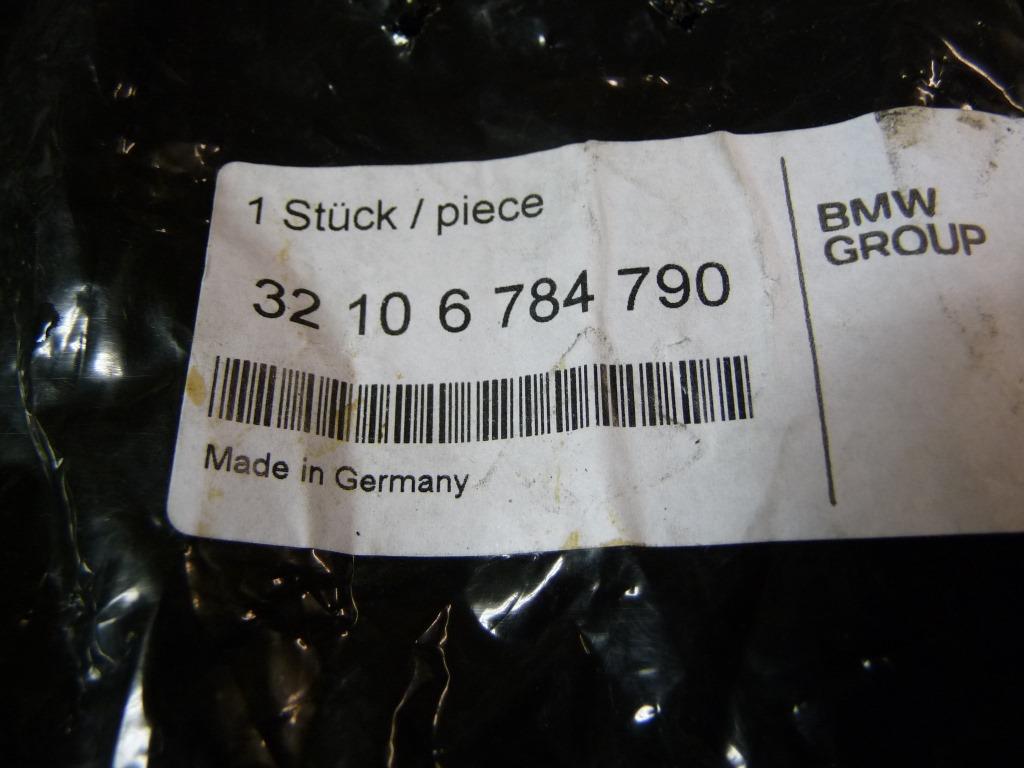 1 Stück / piece
32 10 6 784 790
Made in Germany
BMW
GROUP